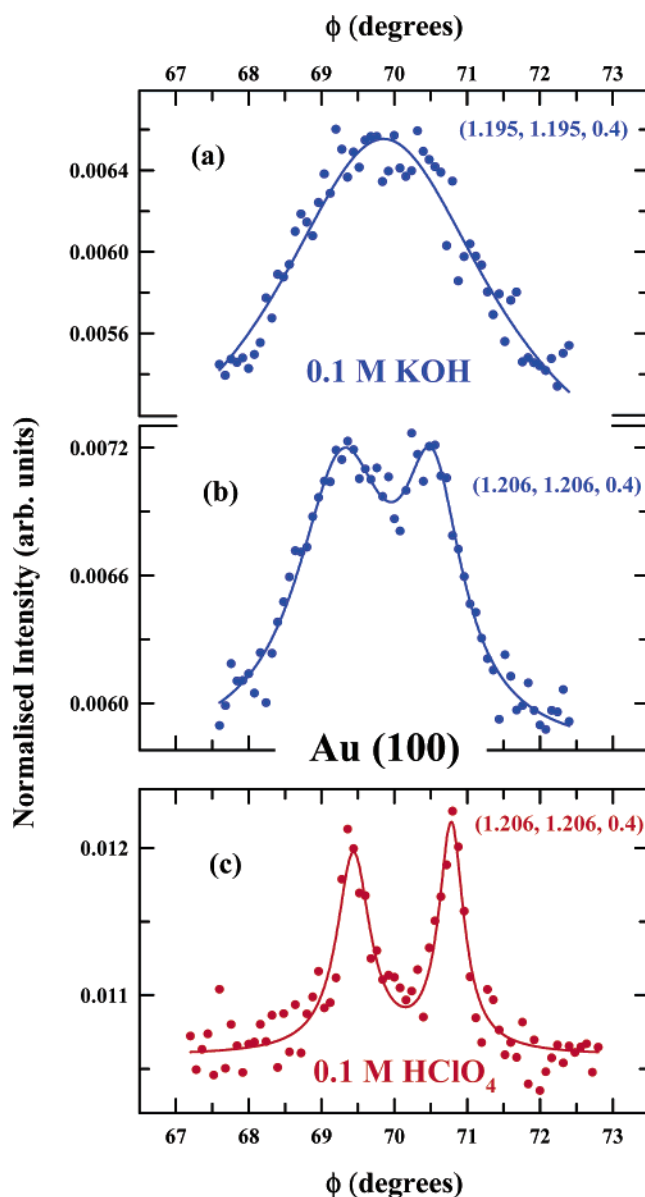 ϕ (degrees)
67 68 69 70 71 72 73
(1.195, 1.195, 0.4)
(a)
0.0064
0.0060
0.0056
0.1 M KOH
0.0072
(b)
(1.206, 1.206, 0.4)
0.0066
0.0060
Au (100)
Normalised Intensity (arb. units)
(1.206, 1.206, 0.4)
0.012
(c)
0.011
0.1 M HClO₄
67 68 69 70 71 72 73
ϕ (degrees)